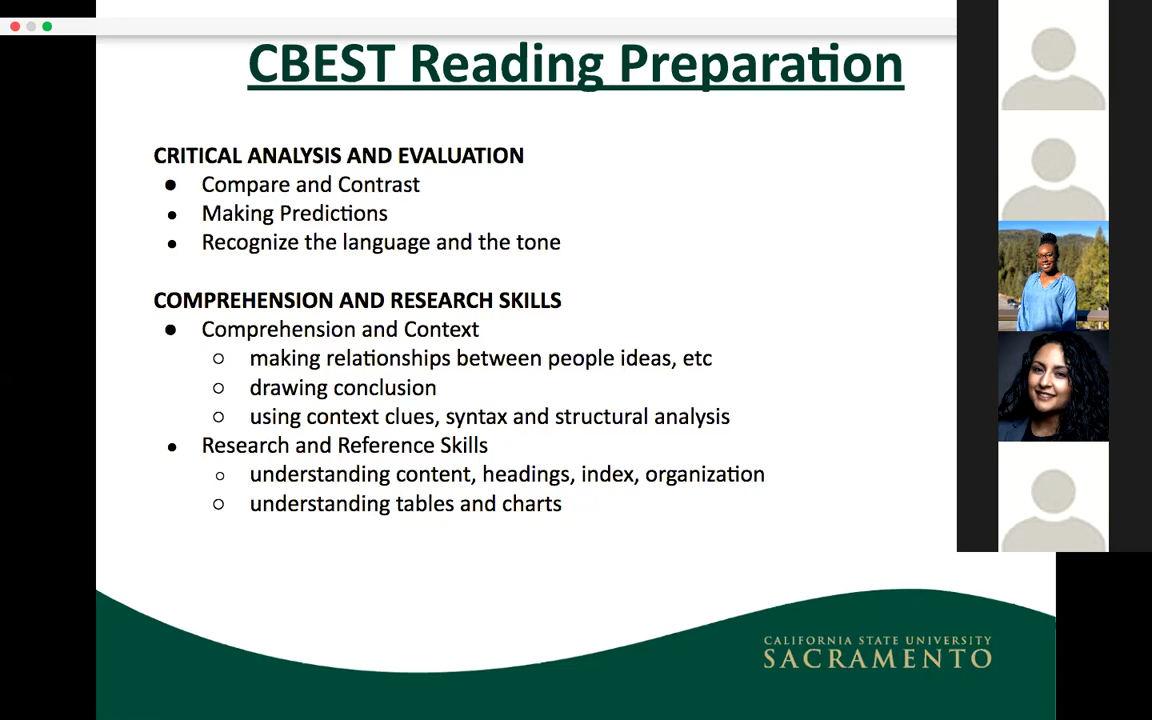 CBEST Reading Preparation
CRITICAL ANALYSIS AND EVALUATION
● Compare and Contrast
● Making Predictions
● Recognize the language and the tone
COMPREHENSION AND RESEARCH SKILLS
● Comprehension and Context
○ making relationships between people ideas, etc
○ drawing conclusion
○ using context clues, syntax and structural analysis
● Research and Reference Skills
○ understanding content, headings, index, organization
○ understanding tables and charts
CALIFORNIA STATE UNIVERSITY
SACRAMENTO